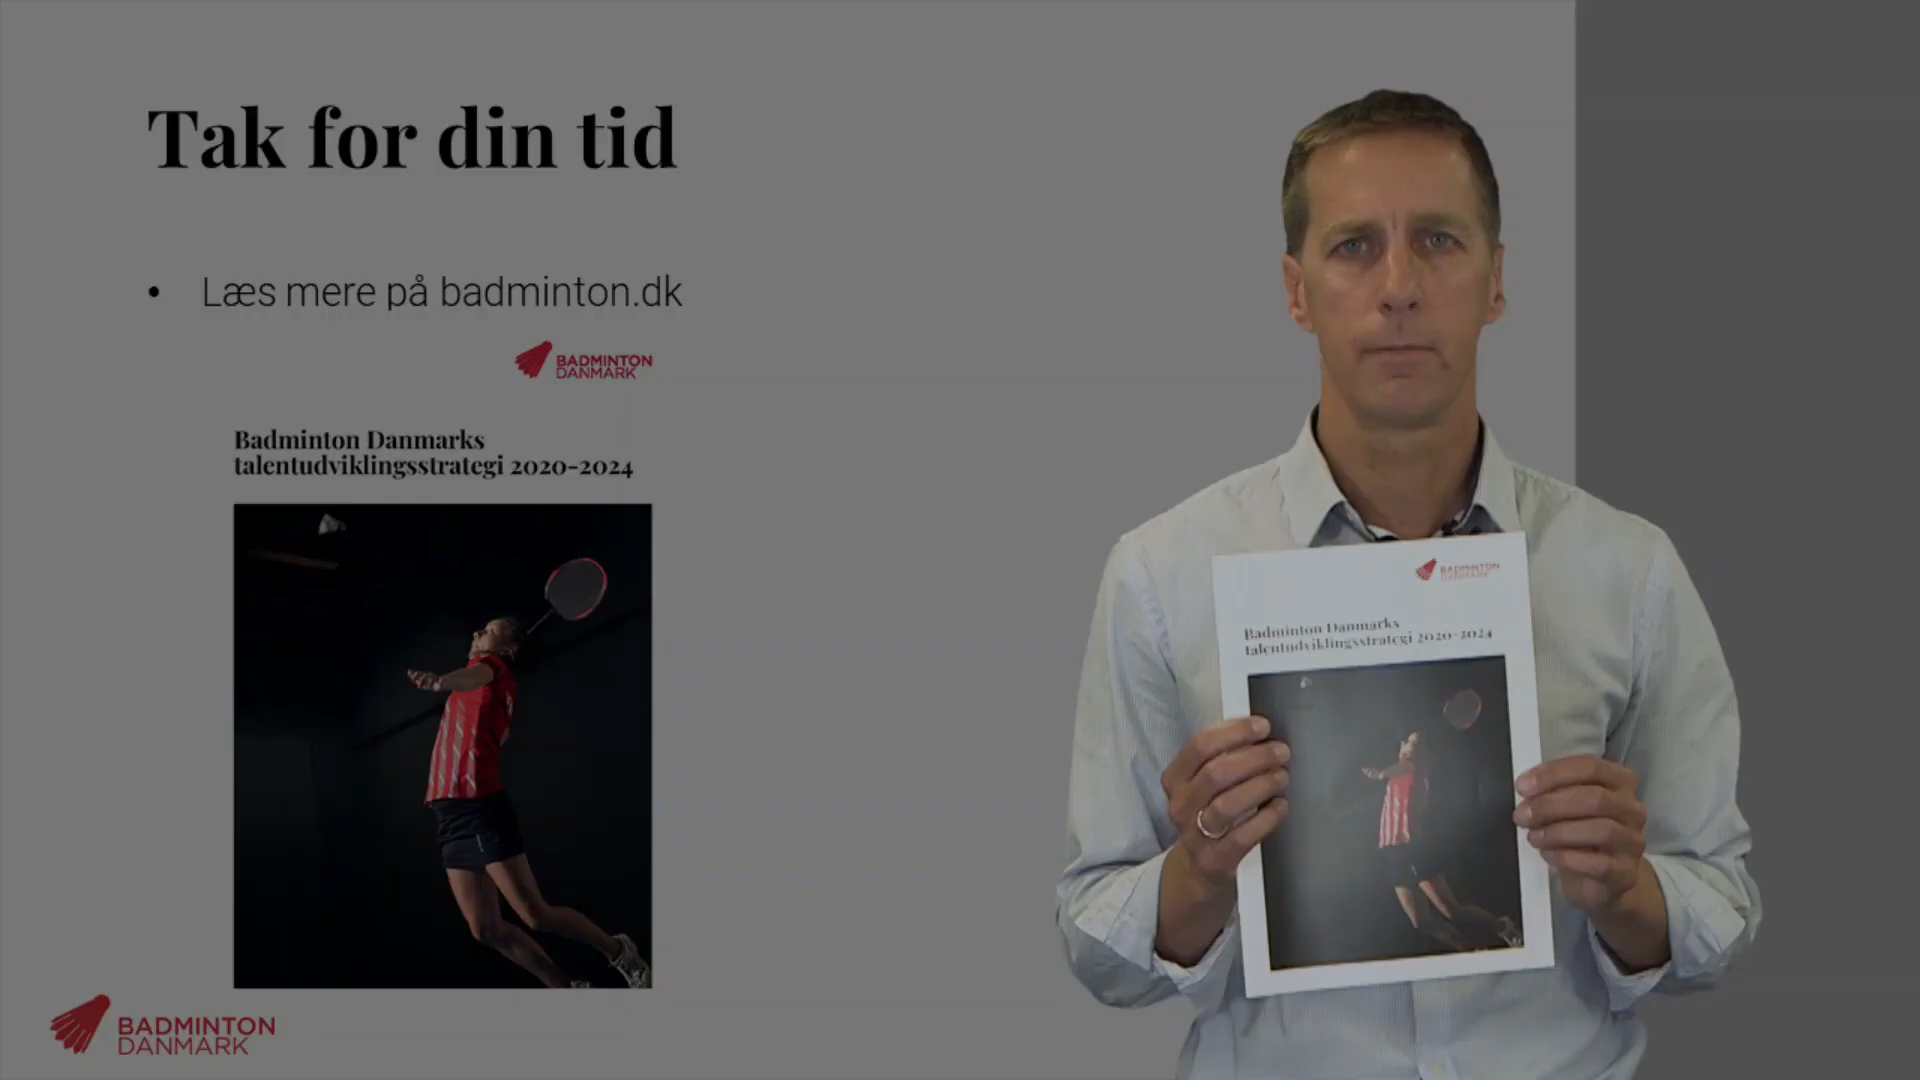 Tak for din tid
• Læs mere på badminton.dk
BADMINTON
DANMARK
Badminton Danmarks
talentudviklingsstrategi 2020-2024
BADMINTON
DANMARK
BADMINTON
DANMARK
Badminton Danmarks
talentudviklingsstrategi 2020-2024